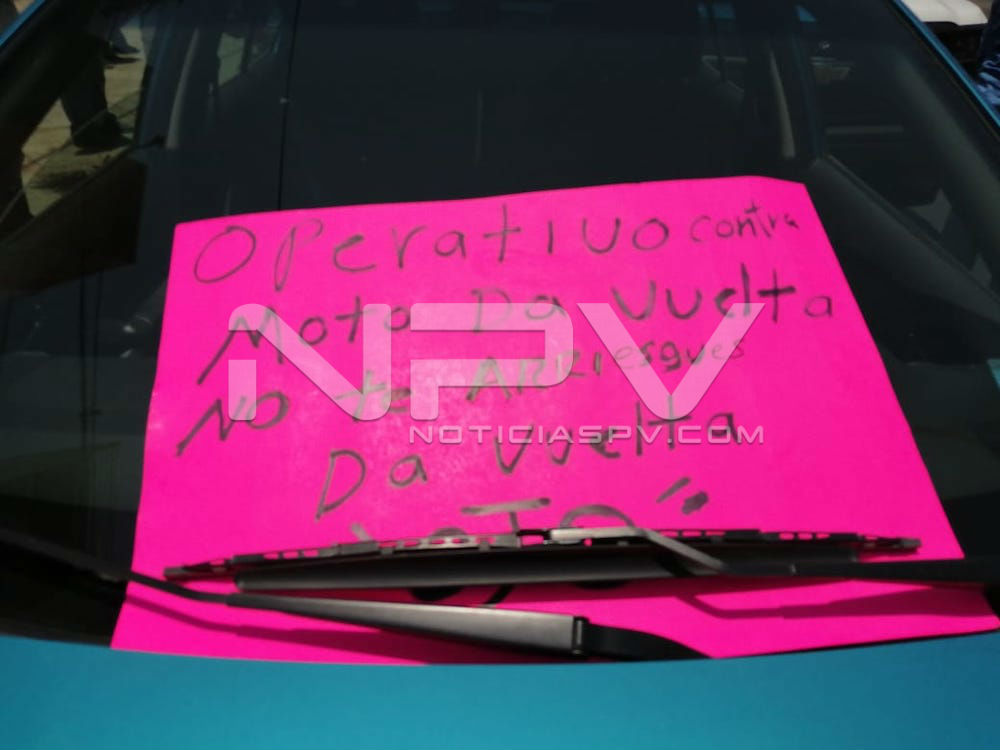 Operativo contra
Moto Da Vuelta
NO te ARRIesgues
Da Vuelta
NPV
NOTICIASPV.COM